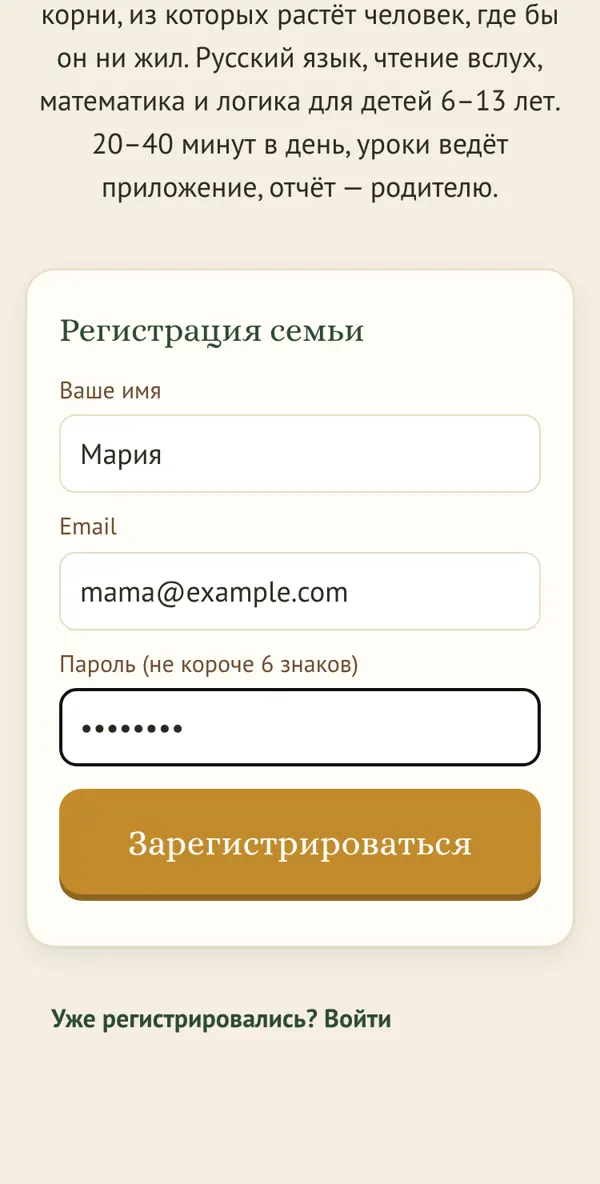 корни, из которых растёт человек, где бы
он ни жил. Русский язык, чтение вслух,
математика и логика для детей 6–13 лет.
20–40 минут в день, уроки ведёт
приложение, отчёт — родителю.
Регистрация семьи
Ваше имя
Мария
Email
mama@example.com
Пароль (не короче 6 знаков)
••••••••
Зарегистрироваться
Уже регистрировались? Войти